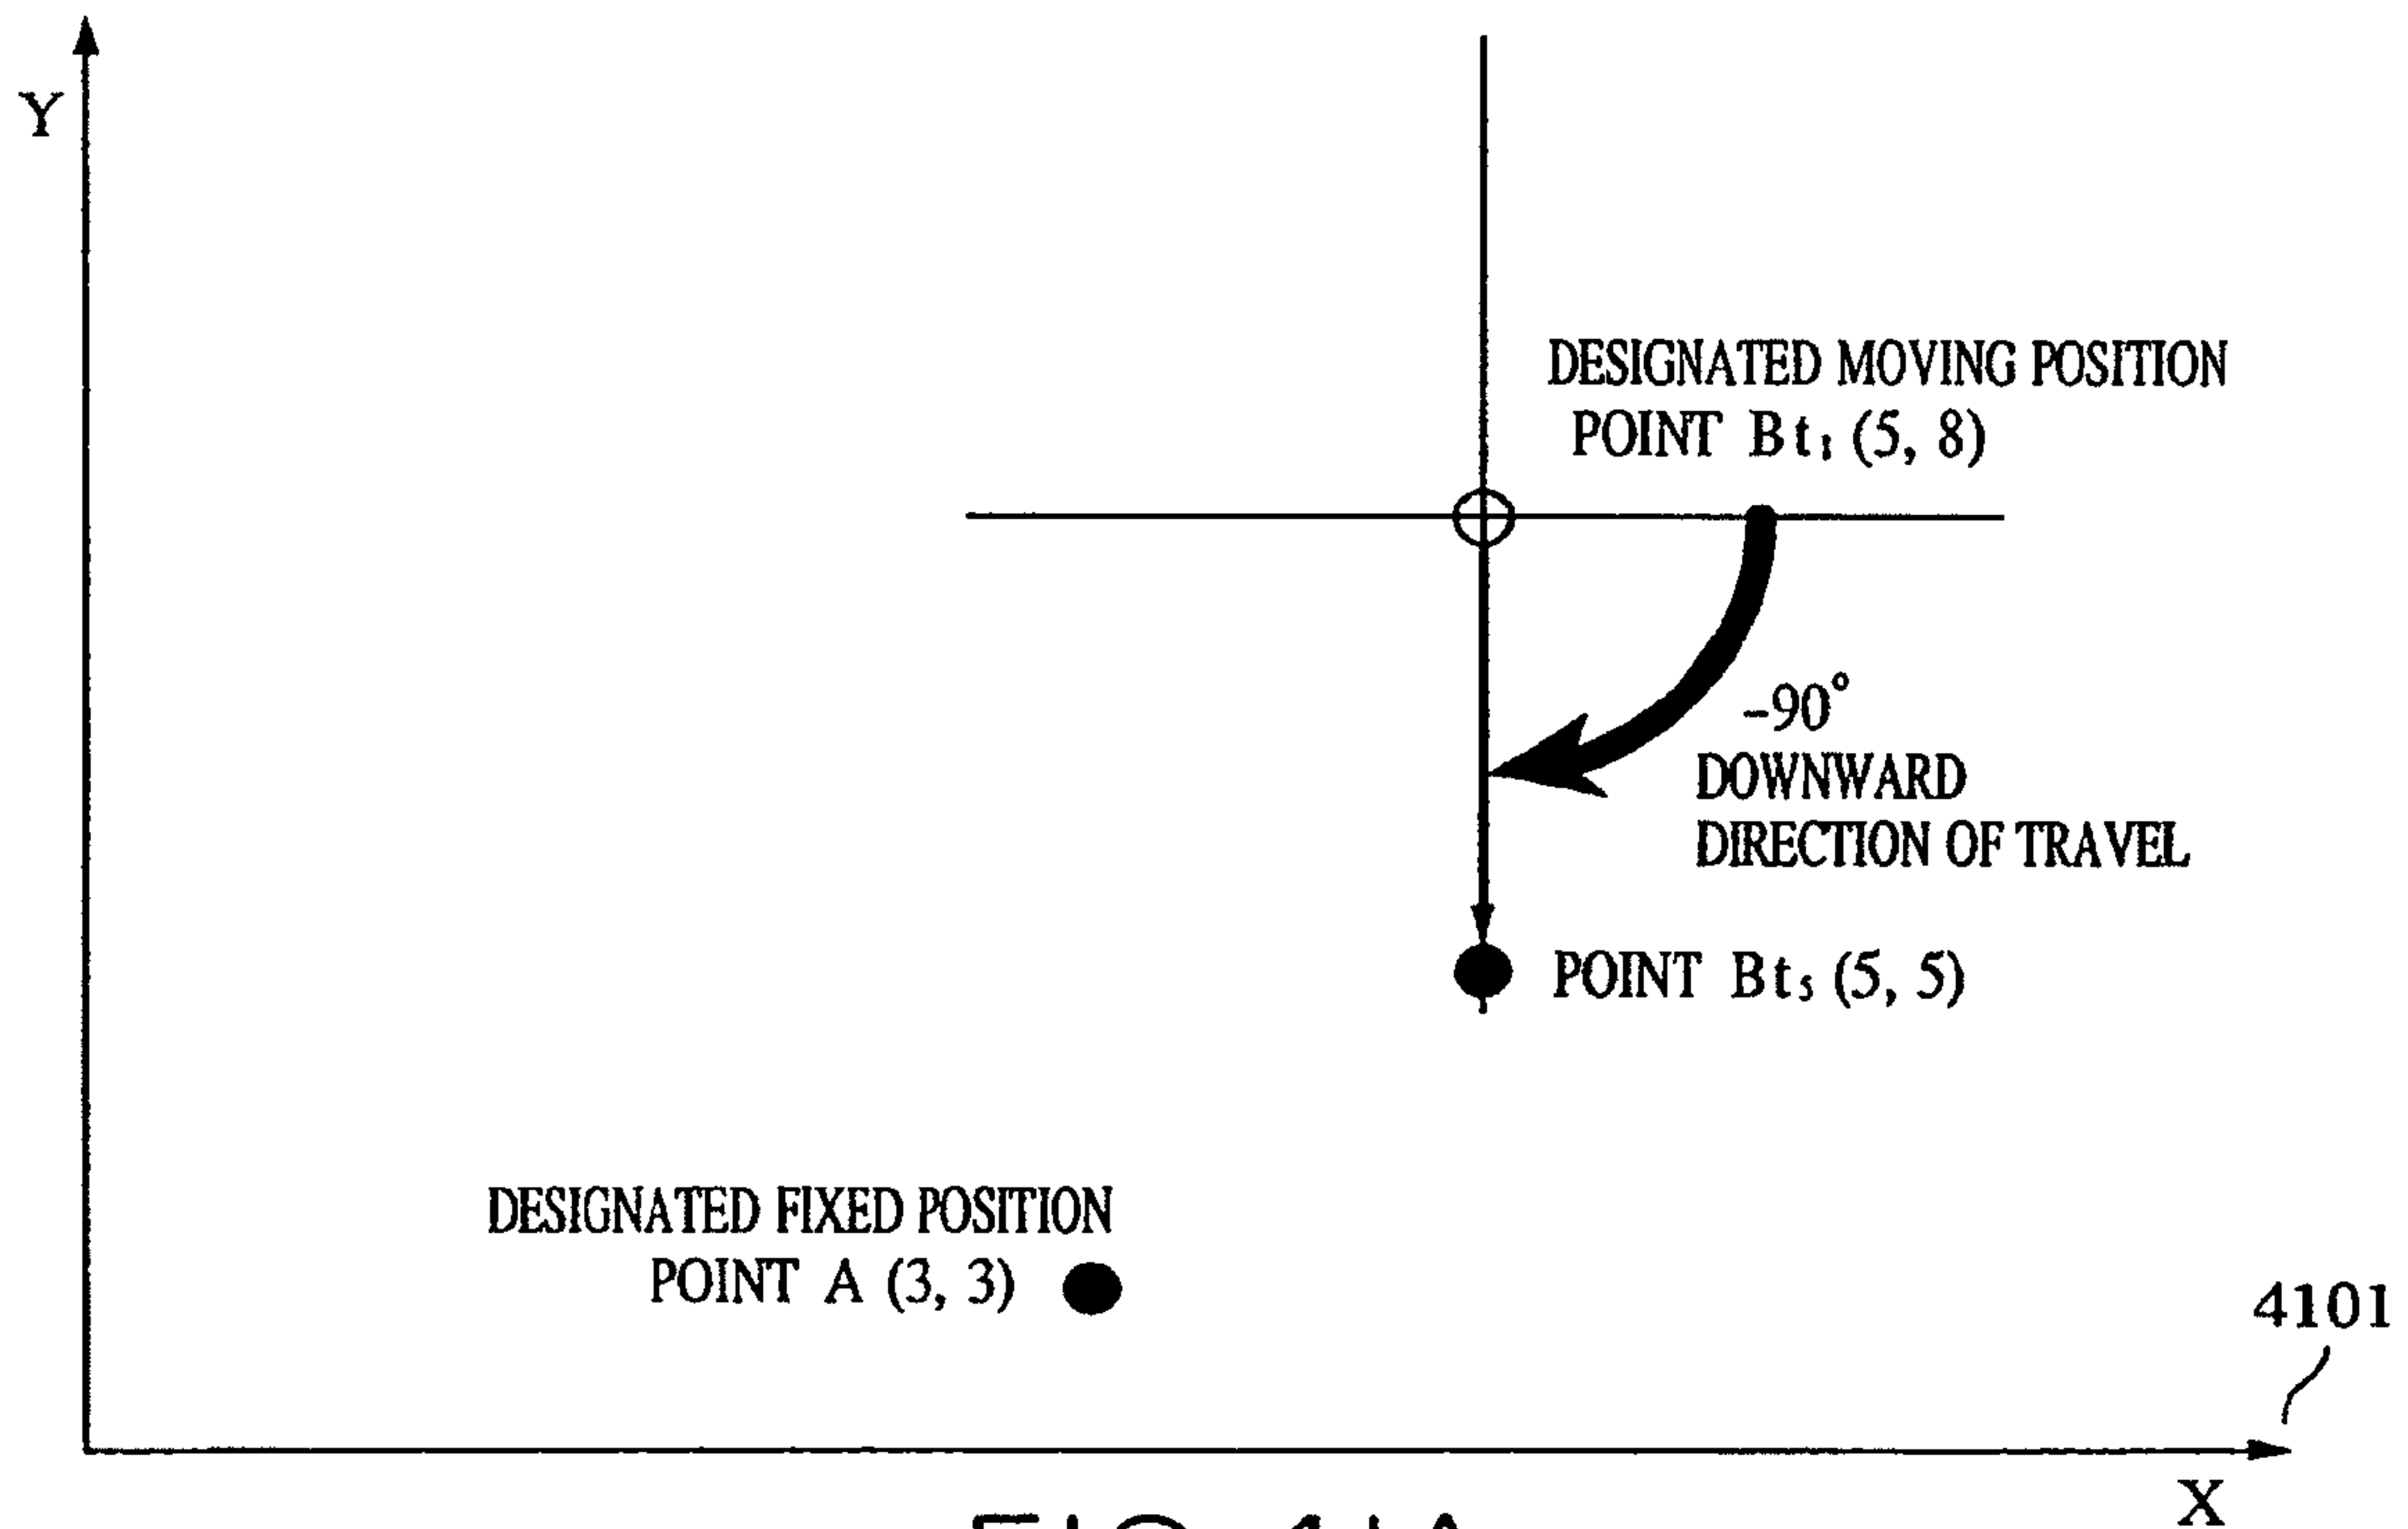 Y
DESIGNATED MOVING POSITION
POINT Bt₁ (5, 8)
-90°
DOWNWARD
DIRECTION OF TRAVEL
POINT Bt₅ (5, 5)
DESIGNATED FIXED POSITION
POINT A (3, 3)
4101
X